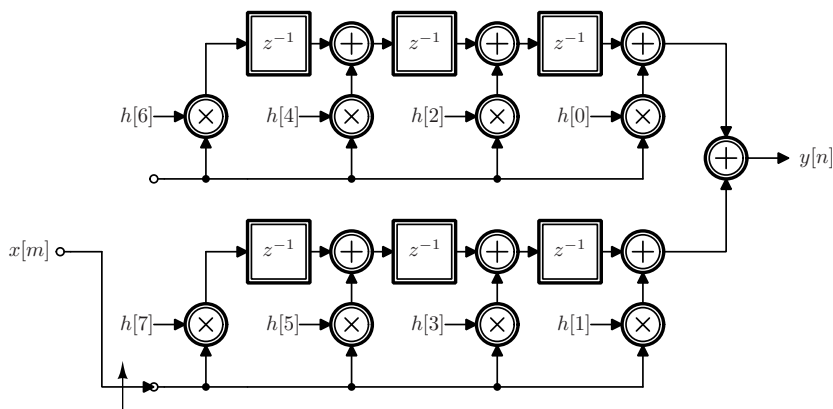 z⁻¹ z⁻¹ z⁻¹
h[6] h[4] h[2] h[0]
y[n]
z⁻¹ z⁻¹ z⁻¹
x[m]
h[7] h[5] h[3] h[1]